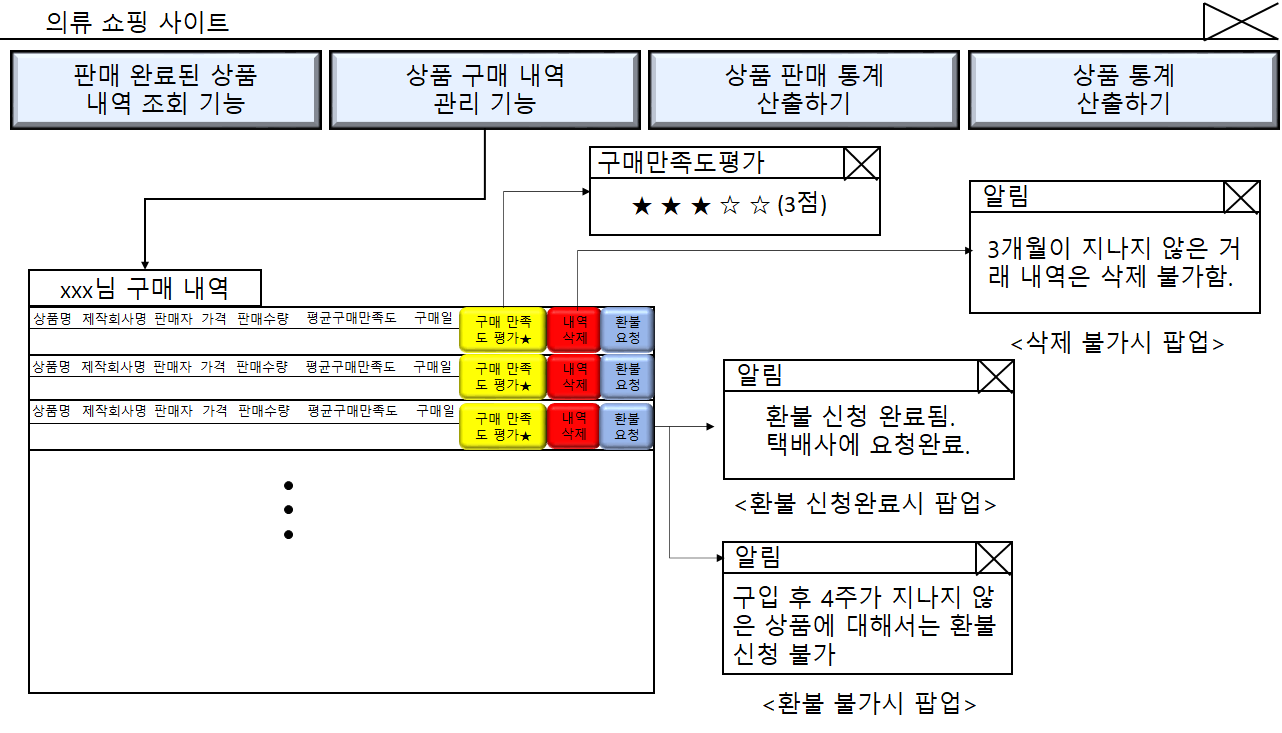 의류 쇼핑 사이트
판매 완료된 상품
내역 조회 기능
상품 구매 내역
관리 기능
상품 판매 통계
산출하기
상품 통계
산출하기
구매만족도평가
★ ★ ★ ☆ ☆ (3점)
알림
3개월이 지나지 않은 거
래 내역은 삭제 불가함.
<삭제 불가시 팝업>
xxx님 구매 내역
상품명 제작회사명 판매자 가격 판매수량 평균구매만족도 구매일
구매 만족
도 평가★
내역
삭제
환불
요청
상품명 제작회사명 판매자 가격 판매수량 평균구매만족도 구매일
구매 만족
도 평가★
내역
삭제
환불
요청
상품명 제작회사명 판매자 가격 판매수량 평균구매만족도 구매일
구매 만족
도 평가★
내역
삭제
환불
요청
알림
환불 신청 완료됨.
택배사에 요청완료.
<환불 신청완료시 팝업>
알림
구입 후 4주가 지나지 않
은 상품에 대해서는 환불
신청 불가
<환불 불가시 팝업>